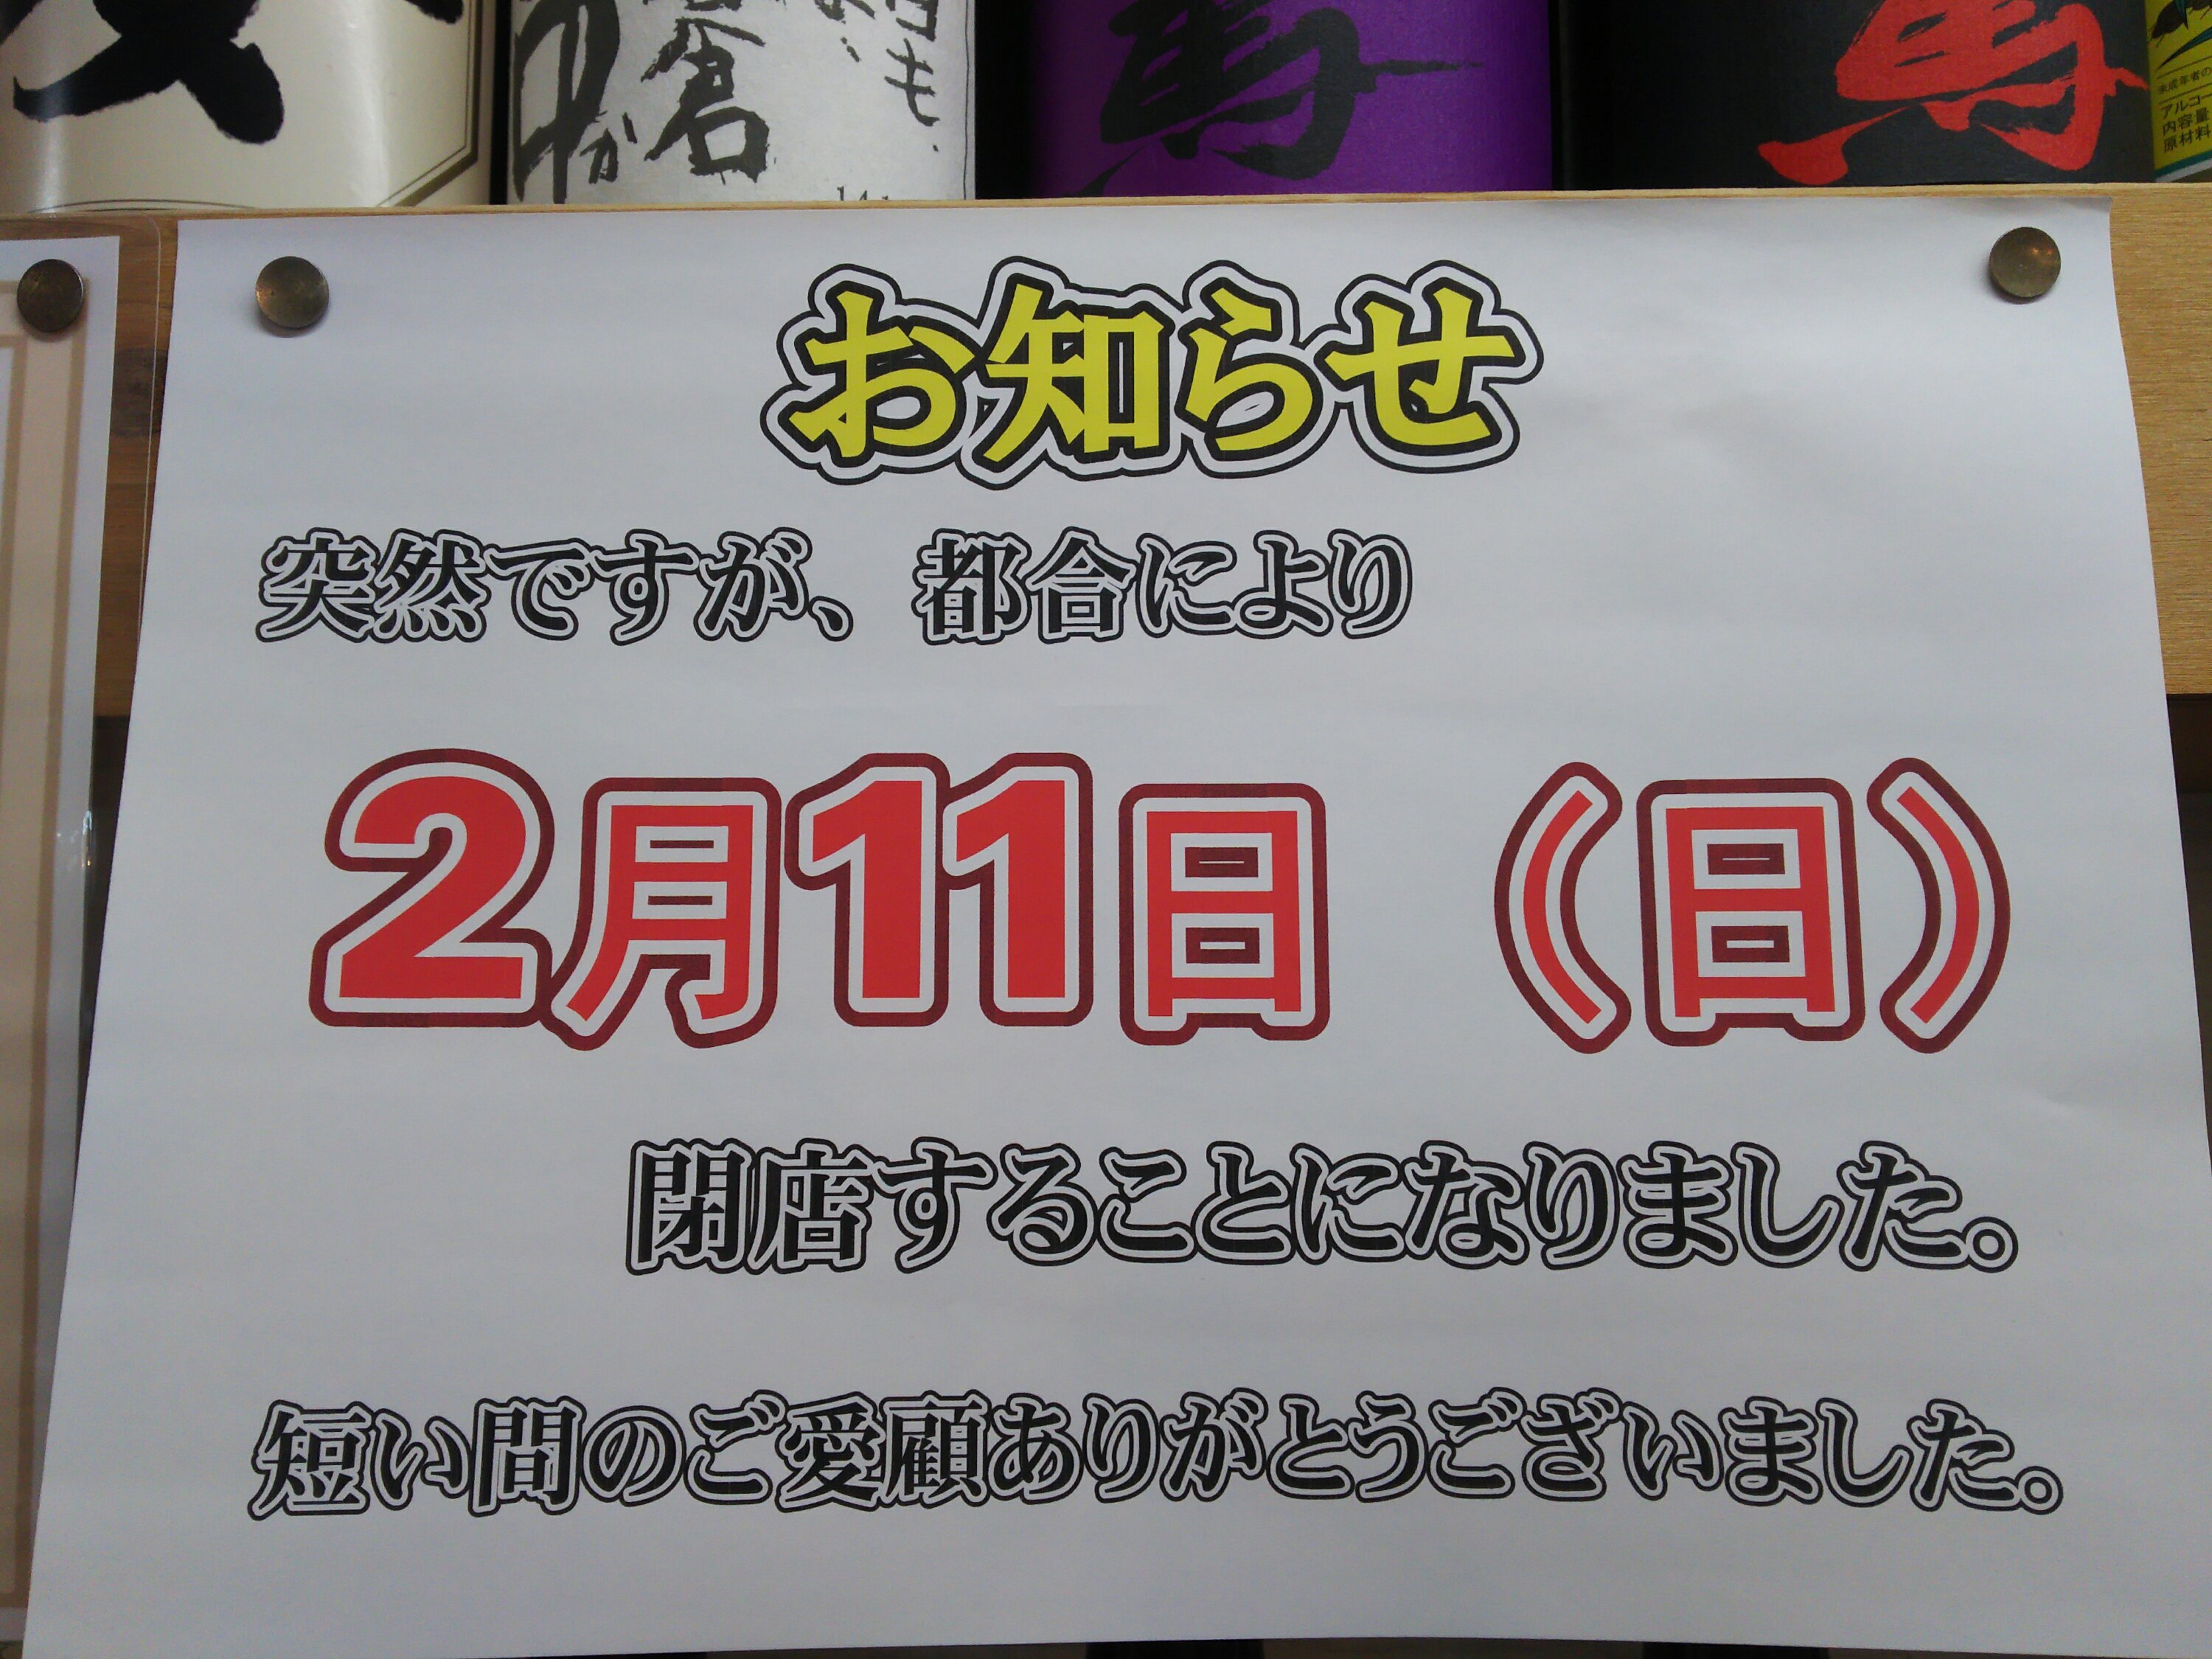 お知らせ
突然ですが、都合により
2月11日 (日)
閉店することになりました。
短い間のご愛顧ありがとうございました。